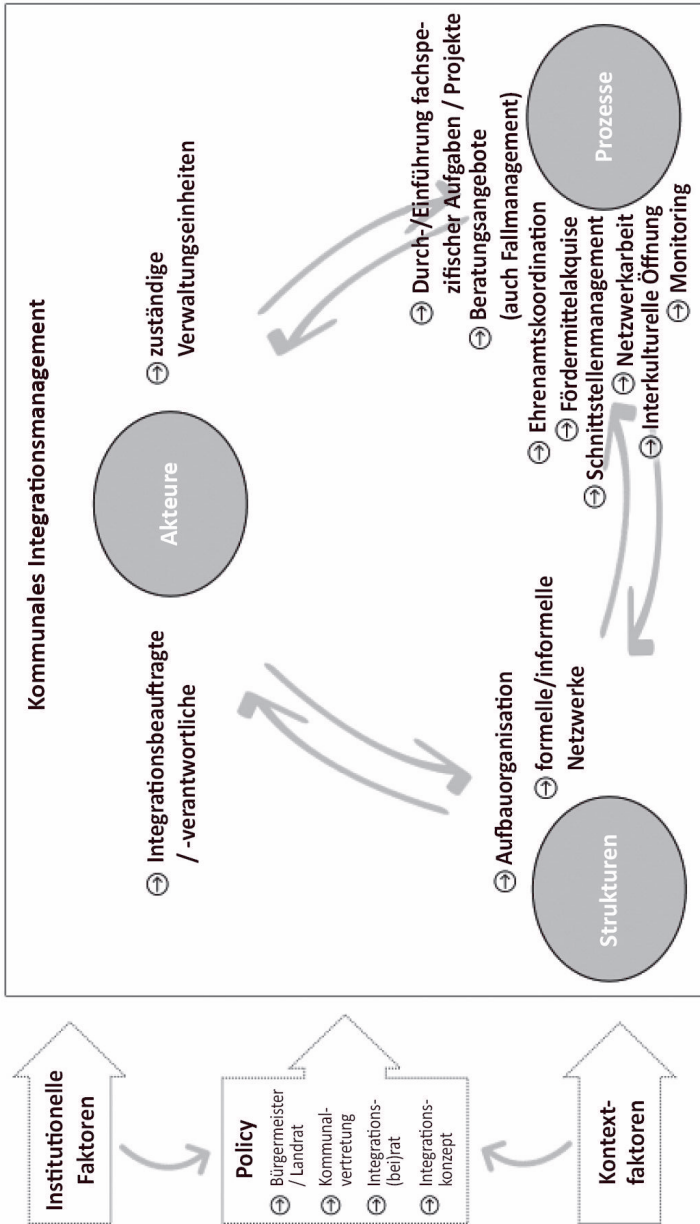 Institutionelle
Faktoren
Policy
Bürgermeister
/ Landrat
Kommunal-
vertretung
Integrations-
(bei)rat
Integrations-
konzept
Kontext-
faktoren
Kommunales Integrationsmanagement
Integrationsbeauftragte
/ -verantwortliche
Akteure
zuständige
Verwaltungseinheiten
Strukturen
Aufbauorganisation
formelle/informelle
Netzwerke
Durch-/Einführung fachspe-
zifischer Aufgaben / Projekte
Beratungsangebote
(auch Fallmanagement)
Ehrenamtskoordination
Fördermittelakquise
Schnittstellenmanagement
Netzwerkarbeit
Interkulturelle Öffnung
Monitoring
Prozesse